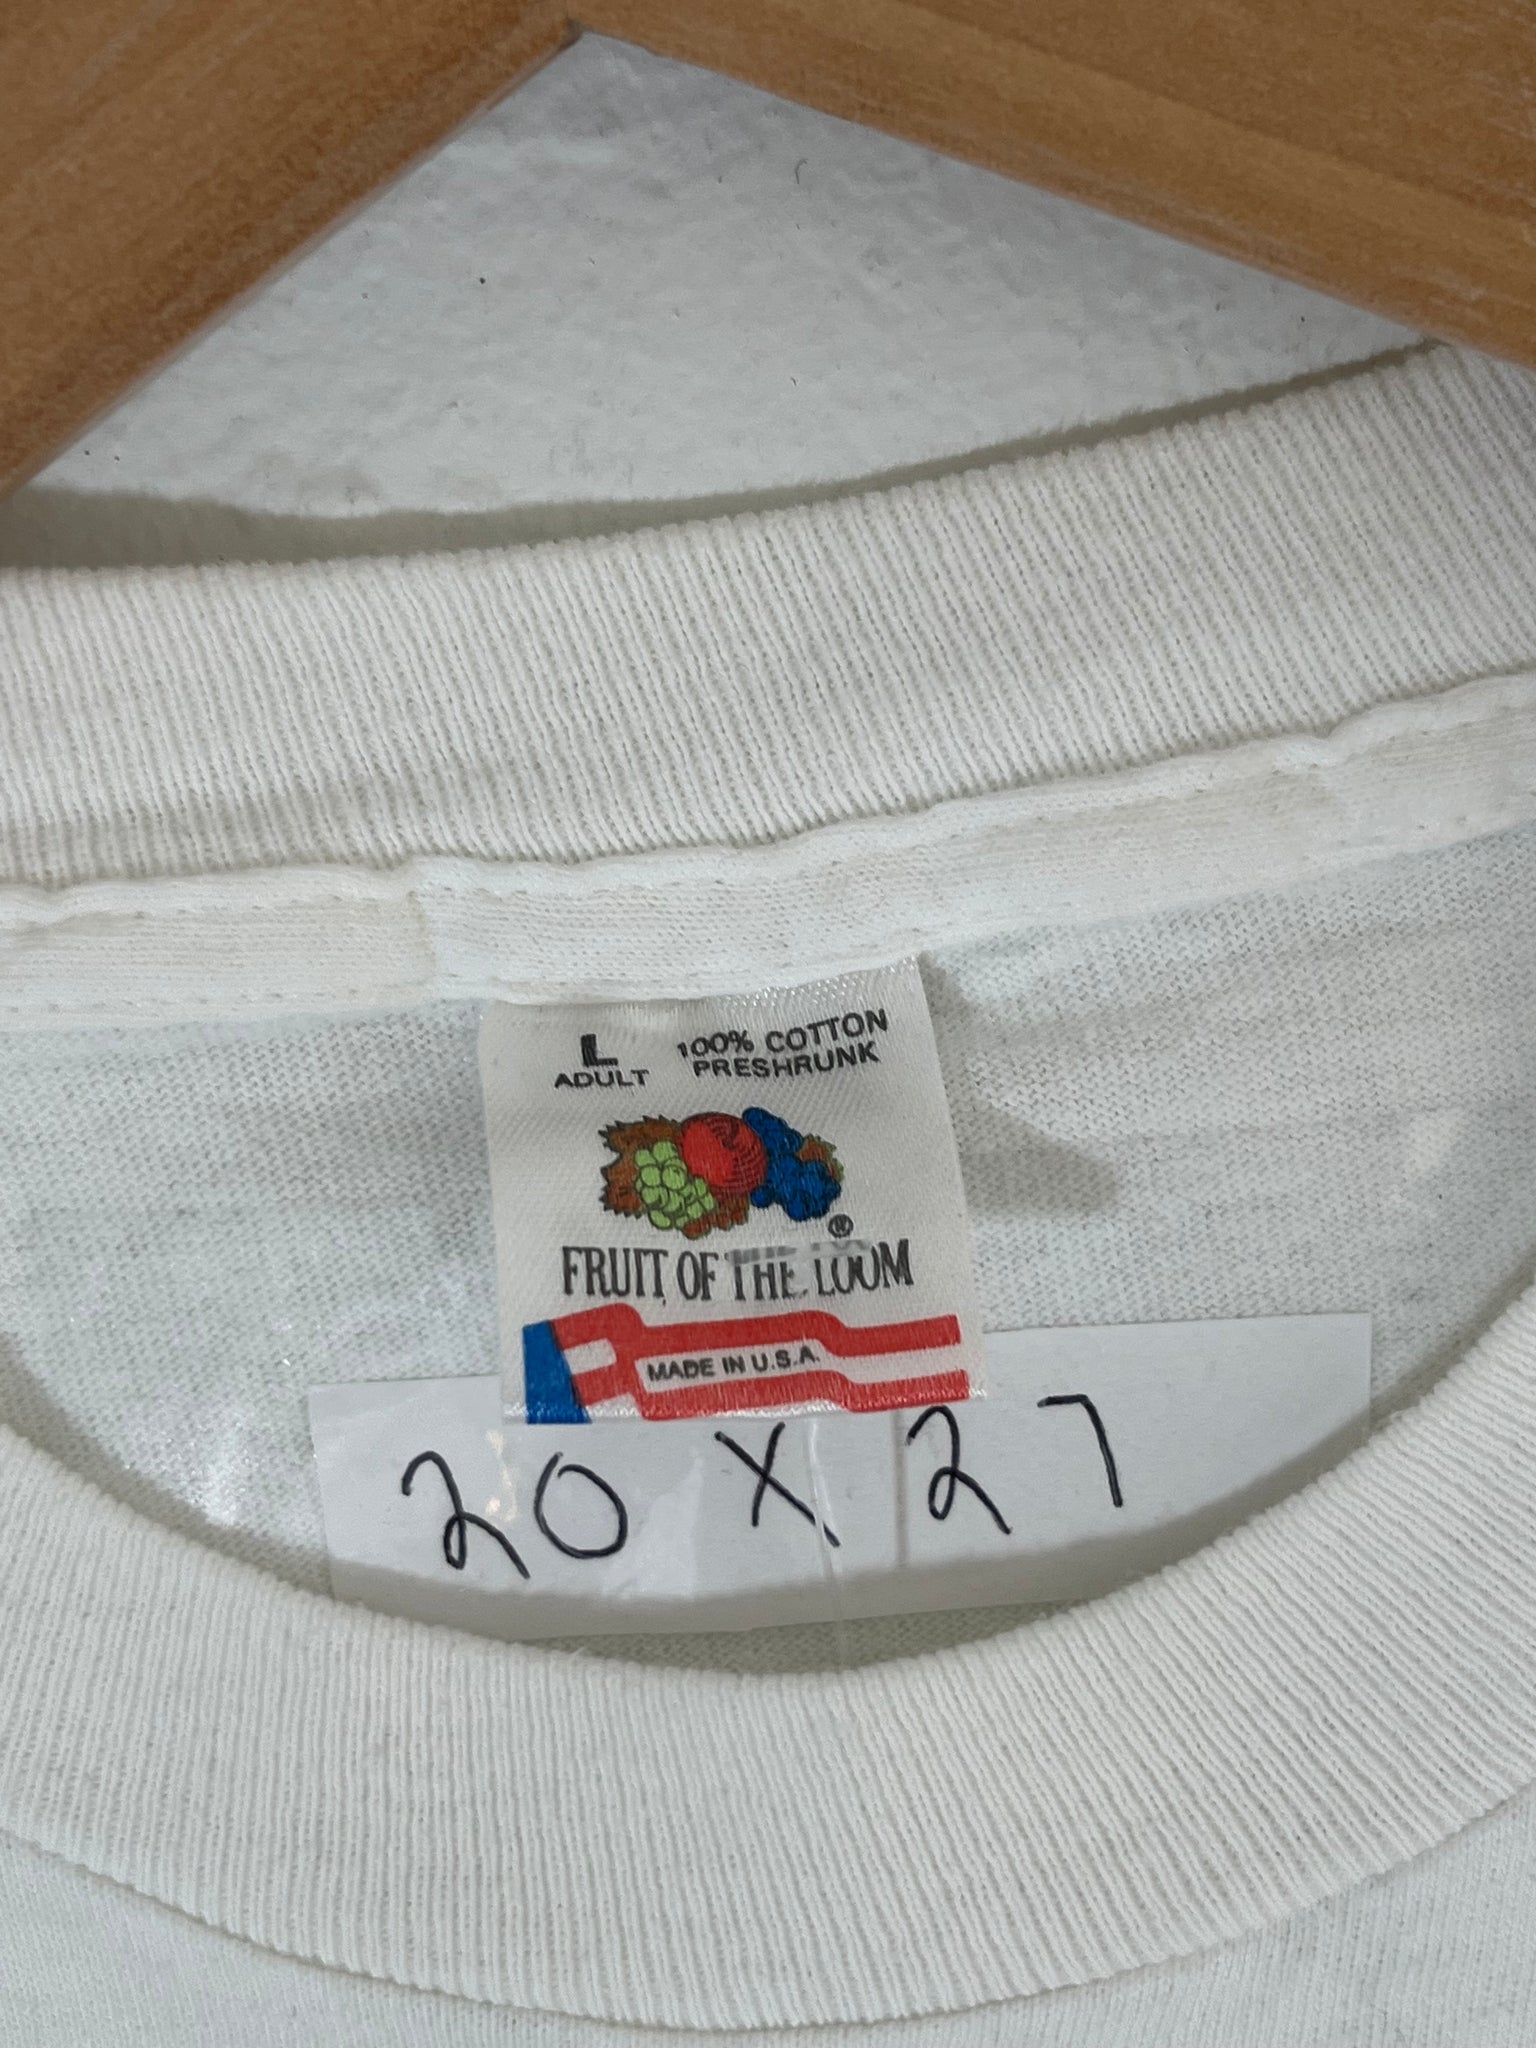 L 100% COTTON
ADULT PRESHRUNK
®
FRUIT OF THE LOOM
MADE IN U.S.A.
20 X 27